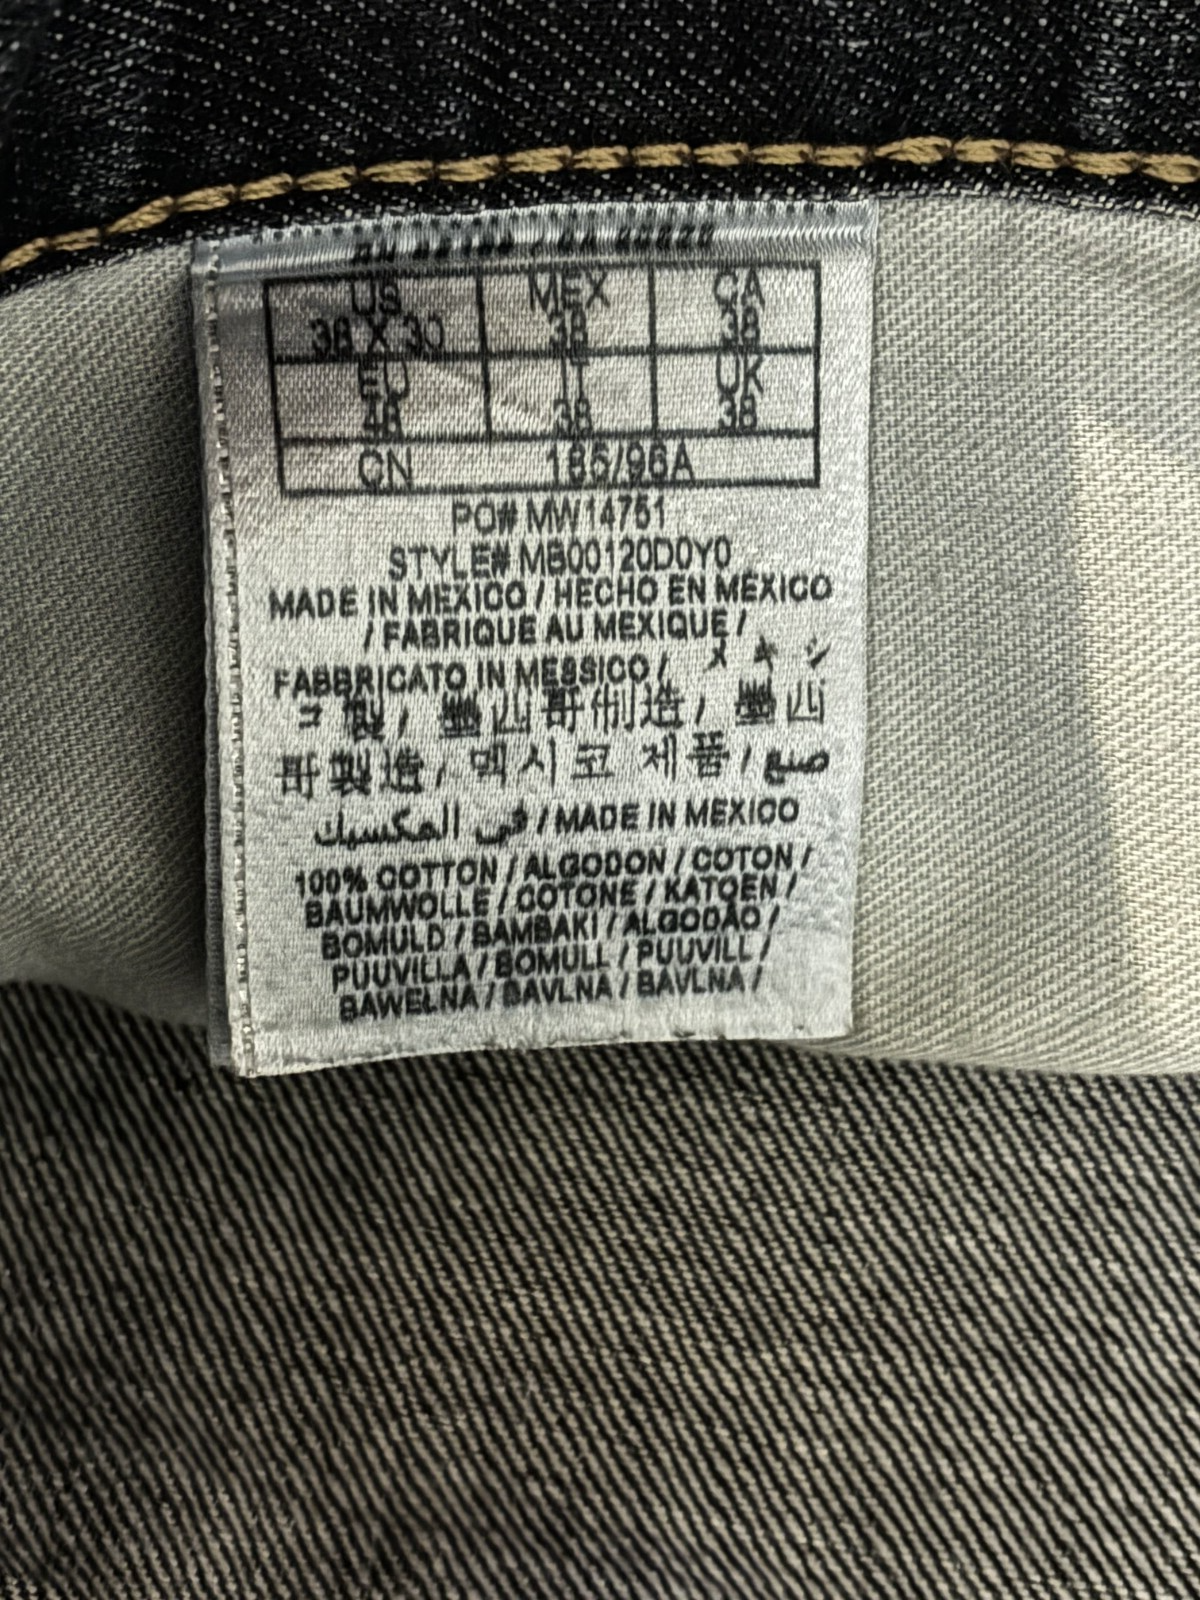 US MEX CA
38 X 30 38 38
EU IT UK
48 38 38
CN 185/96A
PO# MW14751
STYLE# MB00120D0Y0
MADE IN MEXICO / HECHO EN MEXICO
/ FABRIQUE AU MEXIQUE /
FABBRICATO IN MESSICO / メキシ
コ製, 墨西哥制造, 墨西
哥製造, 멕시코 제품 / صنع
في المكسيك / MADE IN MEXICO
100% COTTON / ALGODON / COTON /
BAUMWOLLE / COTONE / KATOEN /
BOMULD / BAMBAKI / ALGODÃO /
PUUVILLA / BOMULL / PUUVILL /
BAWEŁNA / BAVLNA / BAVLNA /